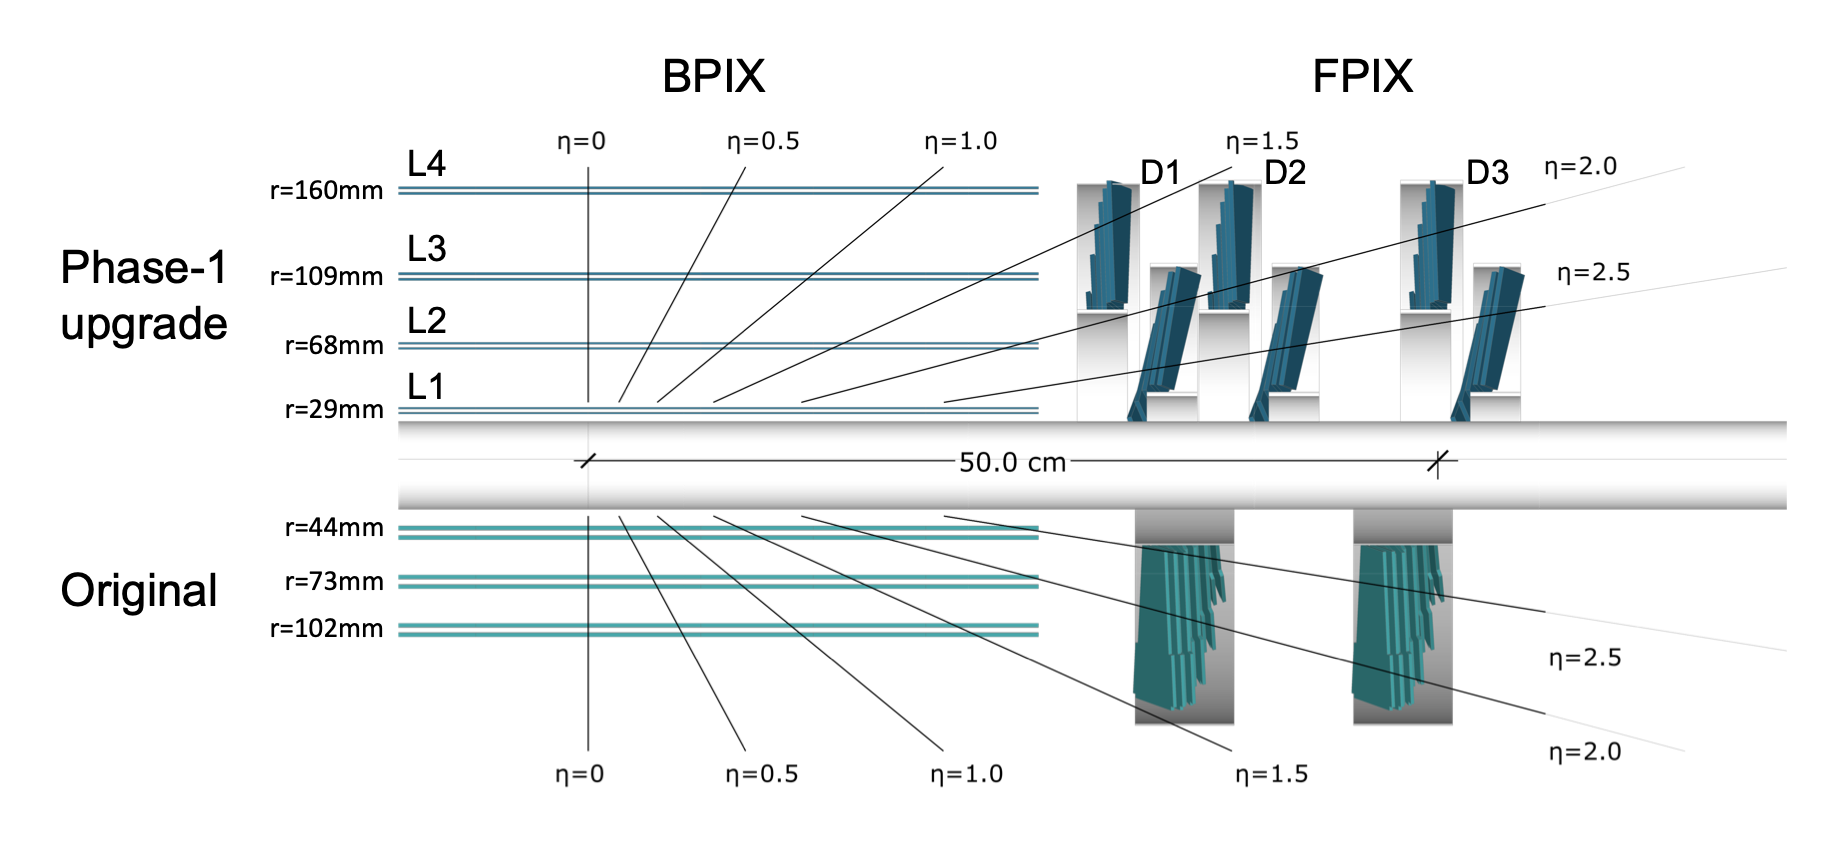 BPIX
FPIX
η=0
η=0.5
η=1.0
η=1.5
η=2.0
L4
D1
D2
D3
r=160mm
L3
Phase-1
upgrade
r=109mm
η=2.5
L2
r=68mm
L1
r=29mm
50.0 cm
r=44mm
Original
r=73mm
r=102mm
η=2.5
η=2.0
η=0
η=0.5
η=1.0
η=1.5